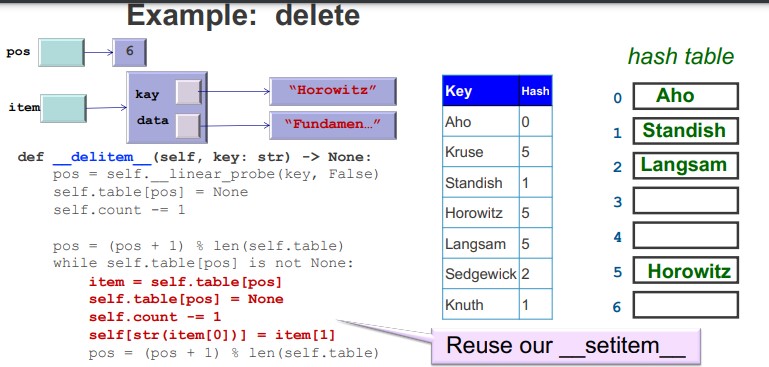 Example: delete
pos 6
item
kay "Horowitz"
data "Fundamen…"
def __delitem__(self, key: str) -> None:
pos = self.__linear_probe(key, False)
self.table[pos] = None
self.count -= 1
pos = (pos + 1) % len(self.table)
while self.table[pos] is not None:
item = self.table[pos]
self.table[pos] = None
self.count -= 1
self[str(item[0])] = item[1]
pos = (pos + 1) % len(self.table)
Reuse our __setitem__
Key Hash
Aho 0
Kruse 5
Standish 1
Horowitz 5
Langsam 5
Sedgewick 2
Knuth 1
hash table
0 Aho
1 Standish
2 Langsam
3
4
5 Horowitz
6